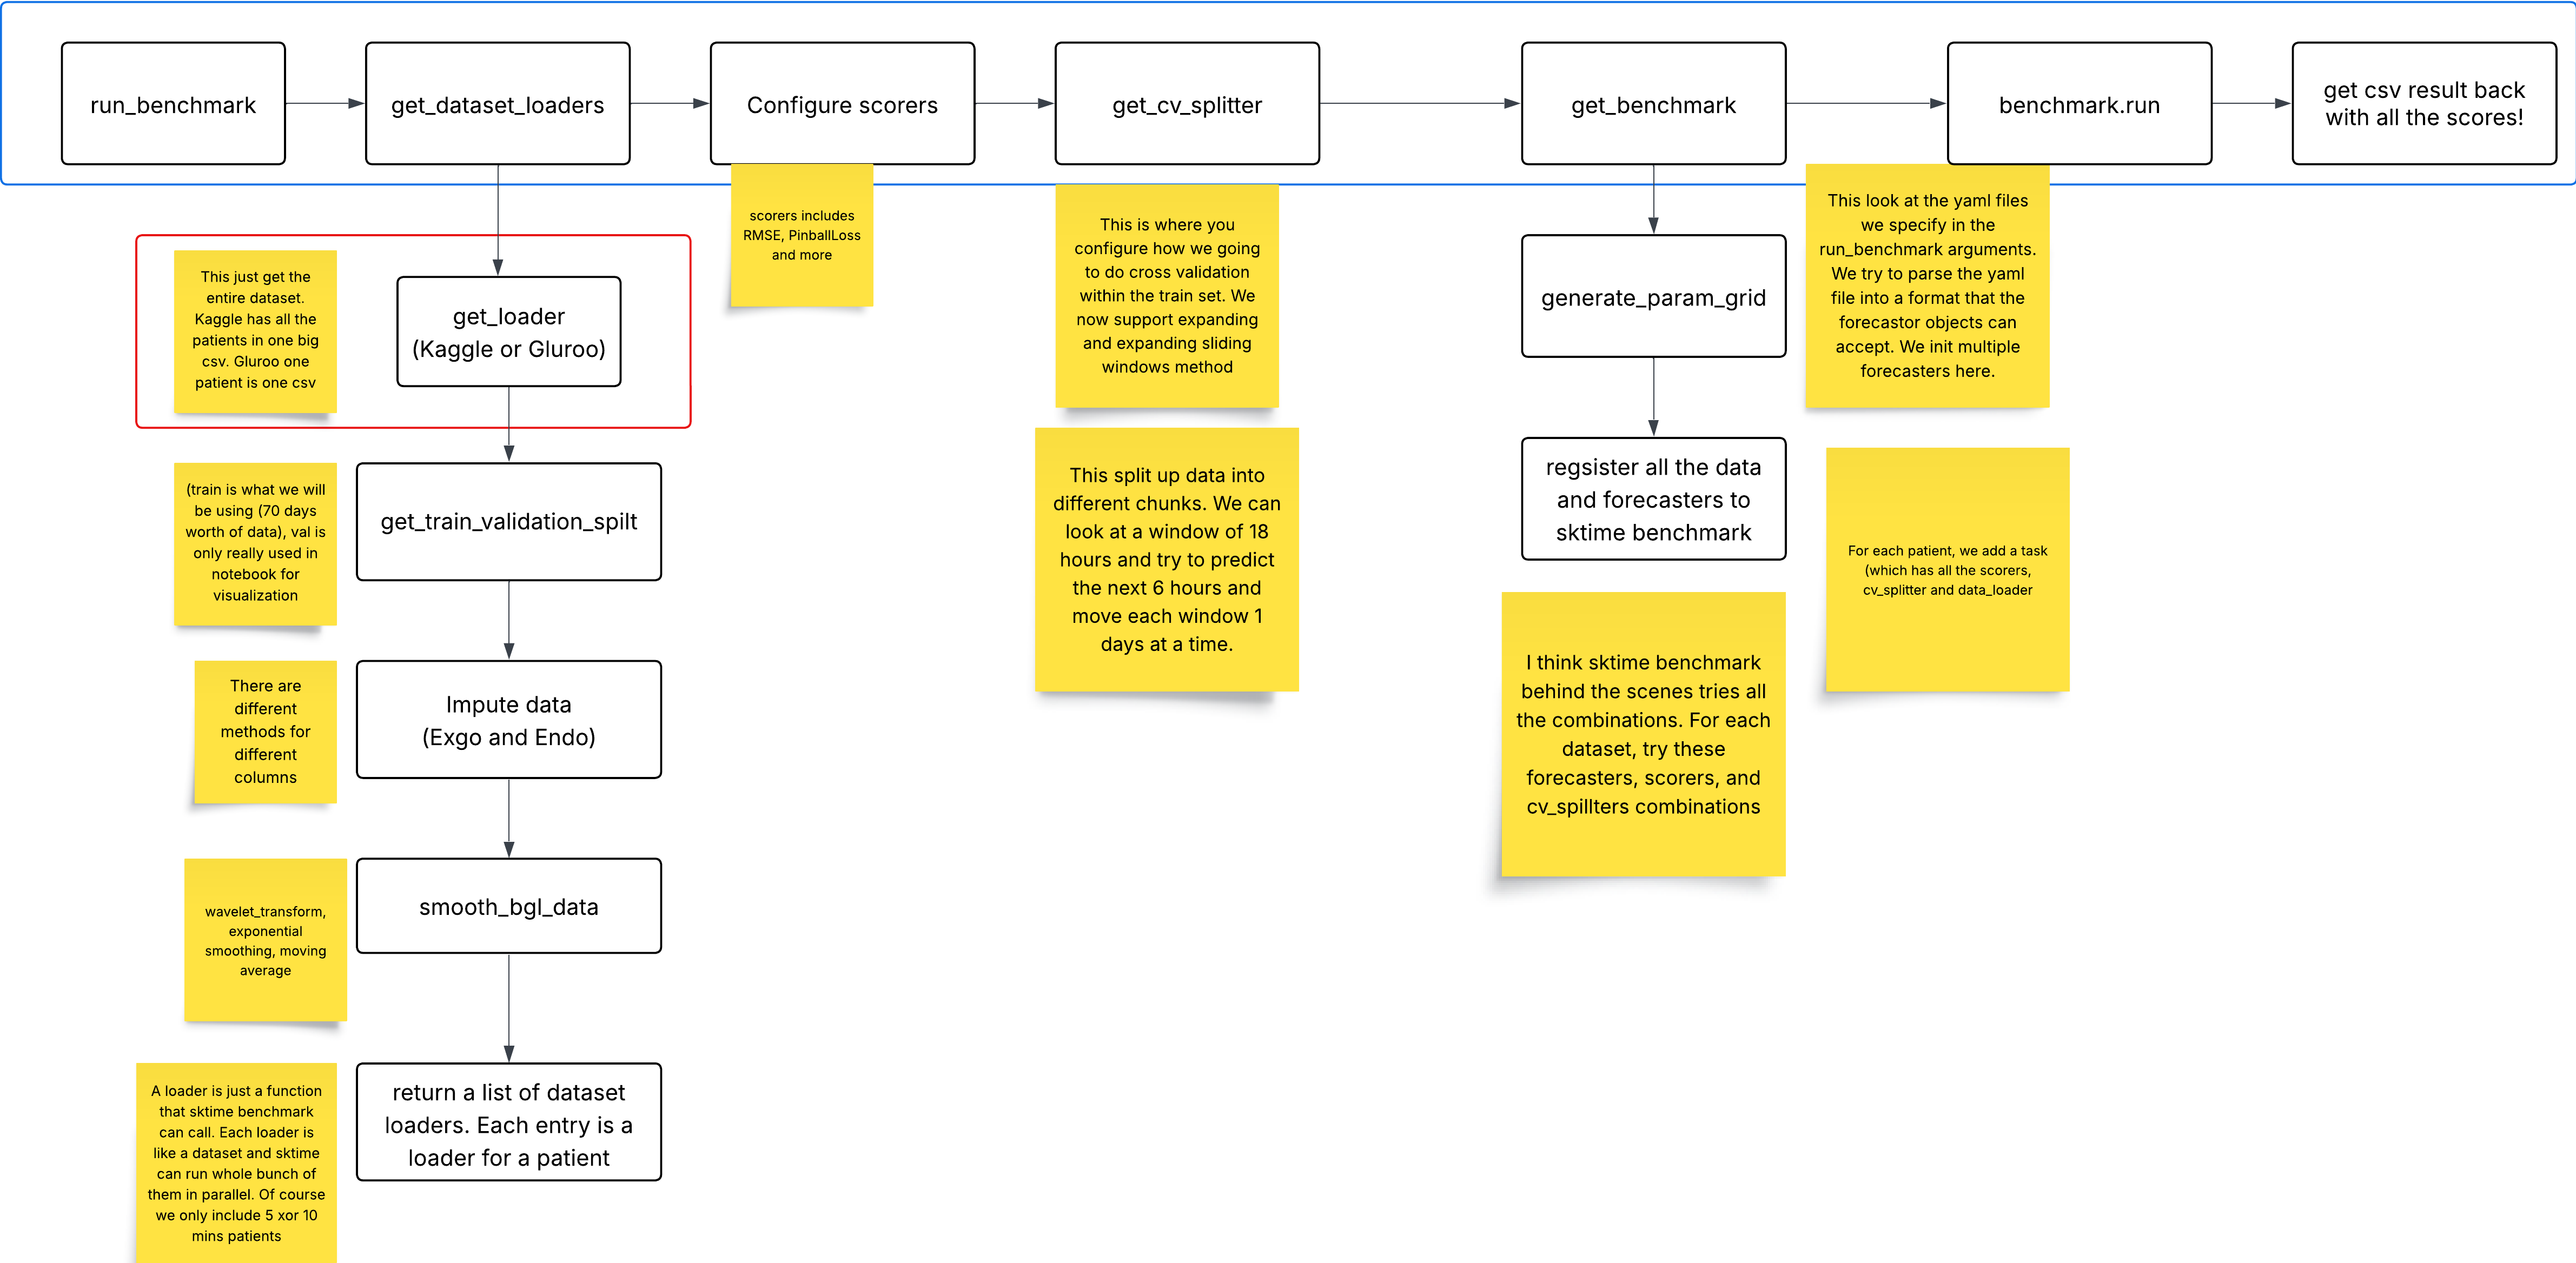 run_benchmark
get_dataset_loaders
Configure scorers
get_cv_splitter
get_benchmark
benchmark.run
get csv result back
with all the scores!
This just get the
entire dataset.
Kaggle has all the
patients in one big
csv. Gluroo one
patient is one csv
get_loader
(Kaggle or Gluroo)
(train is what we will
be using (70 days
worth of data), val is
only really used in
notebook for
visualization
get_train_validation_spilt
There are
different
methods for
different
columns
Impute data
(Exgo and Endo)
wavelet_transform,
exponential
smoothing, moving
average
smooth_bgl_data
A loader is just a function
that sktime benchmark
can call. Each loader is
like a dataset and sktime
can run whole bunch of
them in parallel. Of course
we only include 5 xor 10
mins patients
return a list of dataset
loaders. Each entry is a
loader for a patient
scorers includes
RMSE, PinballLoss
and more
This is where you
configure how we going
to do cross validation
within the train set. We
now support expanding
and expanding sliding
windows method
This split up data into
different chunks. We can
look at a window of 18
hours and try to predict
the next 6 hours and
move each window 1
days at a time.
generate_param_grid
This look at the yaml files
we specify in the
run_benchmark arguments.
We try to parse the yaml
file into a format that the
forecastor objects can
accept. We init multiple
forecasters here.
regsister all the data
and forecasters to
sktime benchmark
For each patient, we add a task
(which has all the scorers,
cv_splitter and data_loader
I think sktime benchmark
behind the scenes tries all
the combinations. For each
dataset, try these
forecasters, scorers, and
cv_spillters combinations